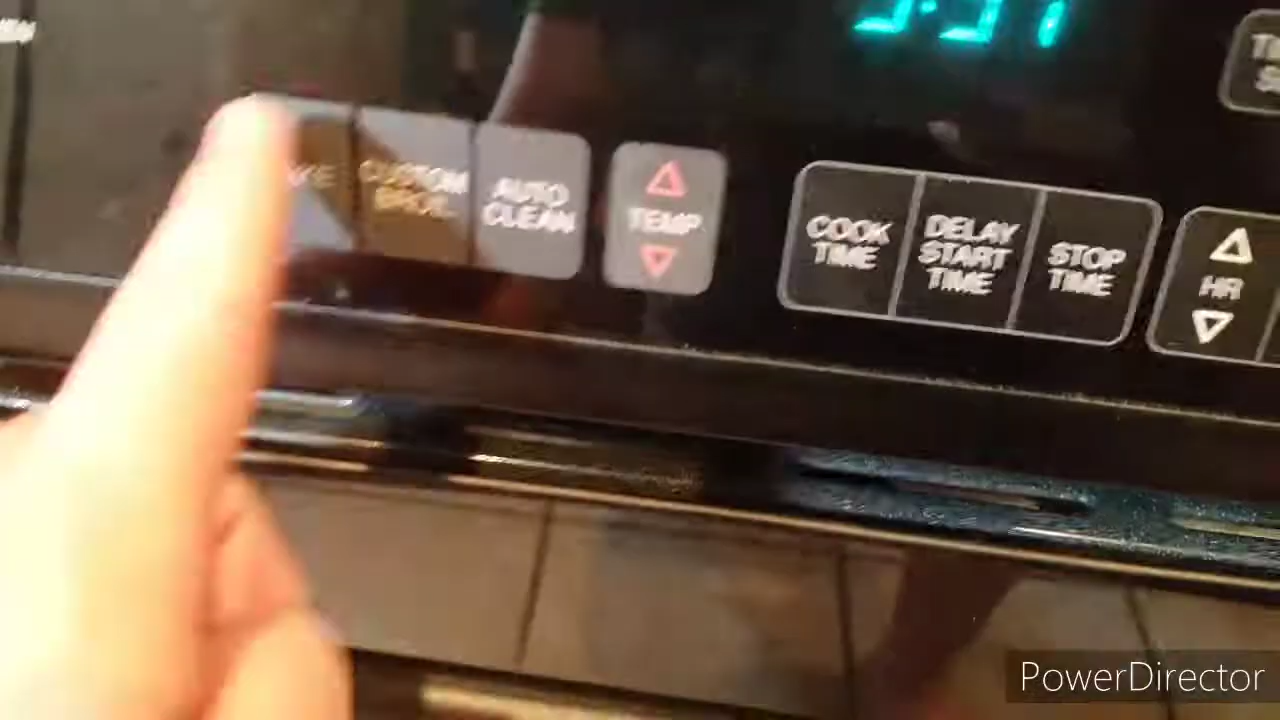 AUTO
CLEAN
CUSTOM
BROIL
TEMP
COOK
TIME
DELAY
START
TIME
STOP
TIME
HR
PowerDirector